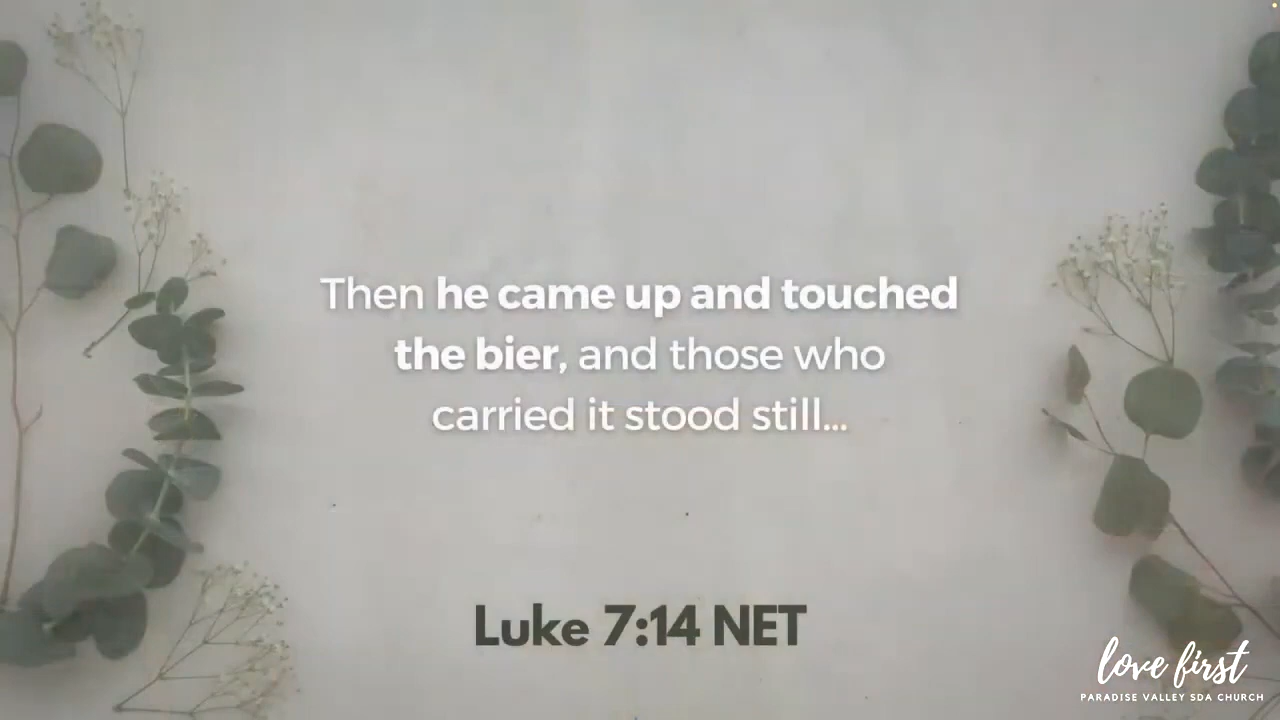 Then he came up and touched
the bier, and those who
carried it stood still...
Luke 7:14 NET
love first
PARADISE VALLEY SDA CHURCH